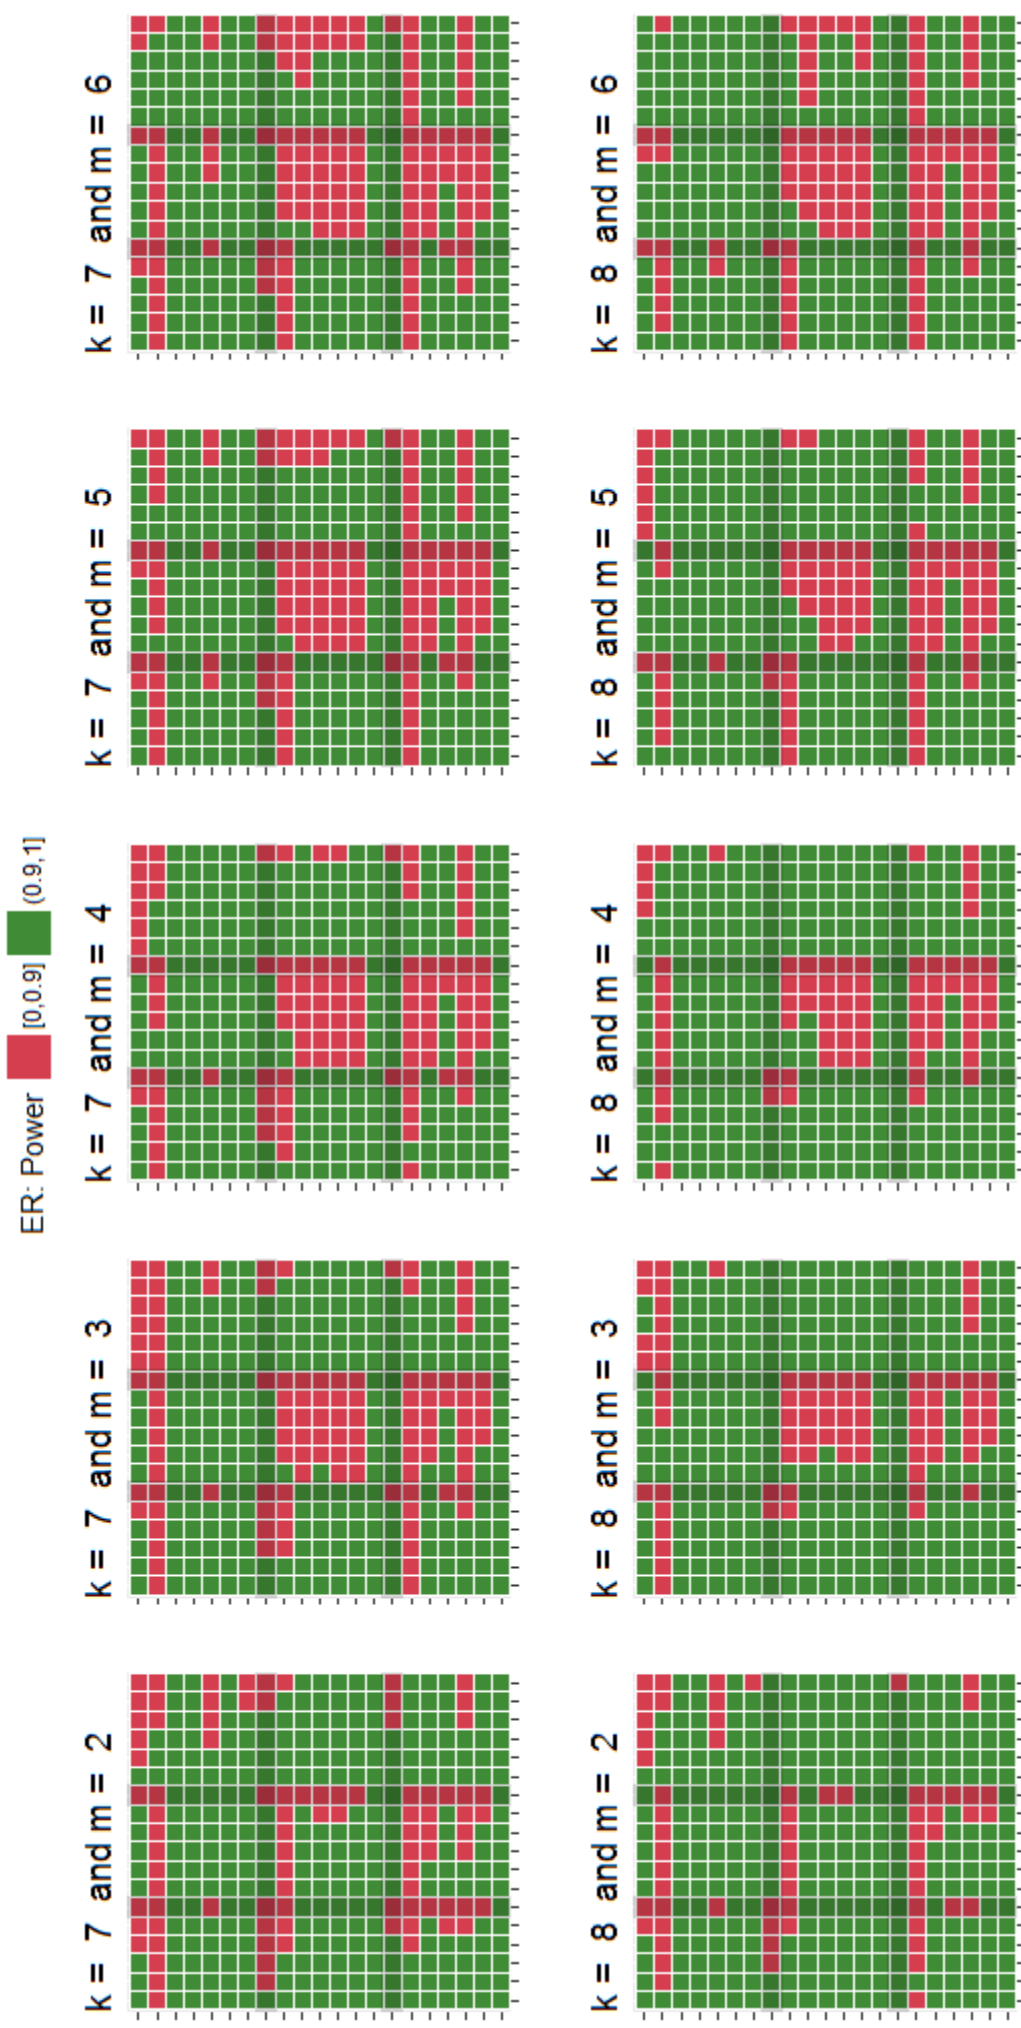 ER: Power [0,0.9] (0.9,1]
k = 7 and m = 2
k = 7 and m = 3
k = 7 and m = 4
k = 7 and m = 5
k = 7 and m = 6
k = 8 and m = 2
k = 8 and m = 3
k = 8 and m = 4
k = 8 and m = 5
k = 8 and m = 6